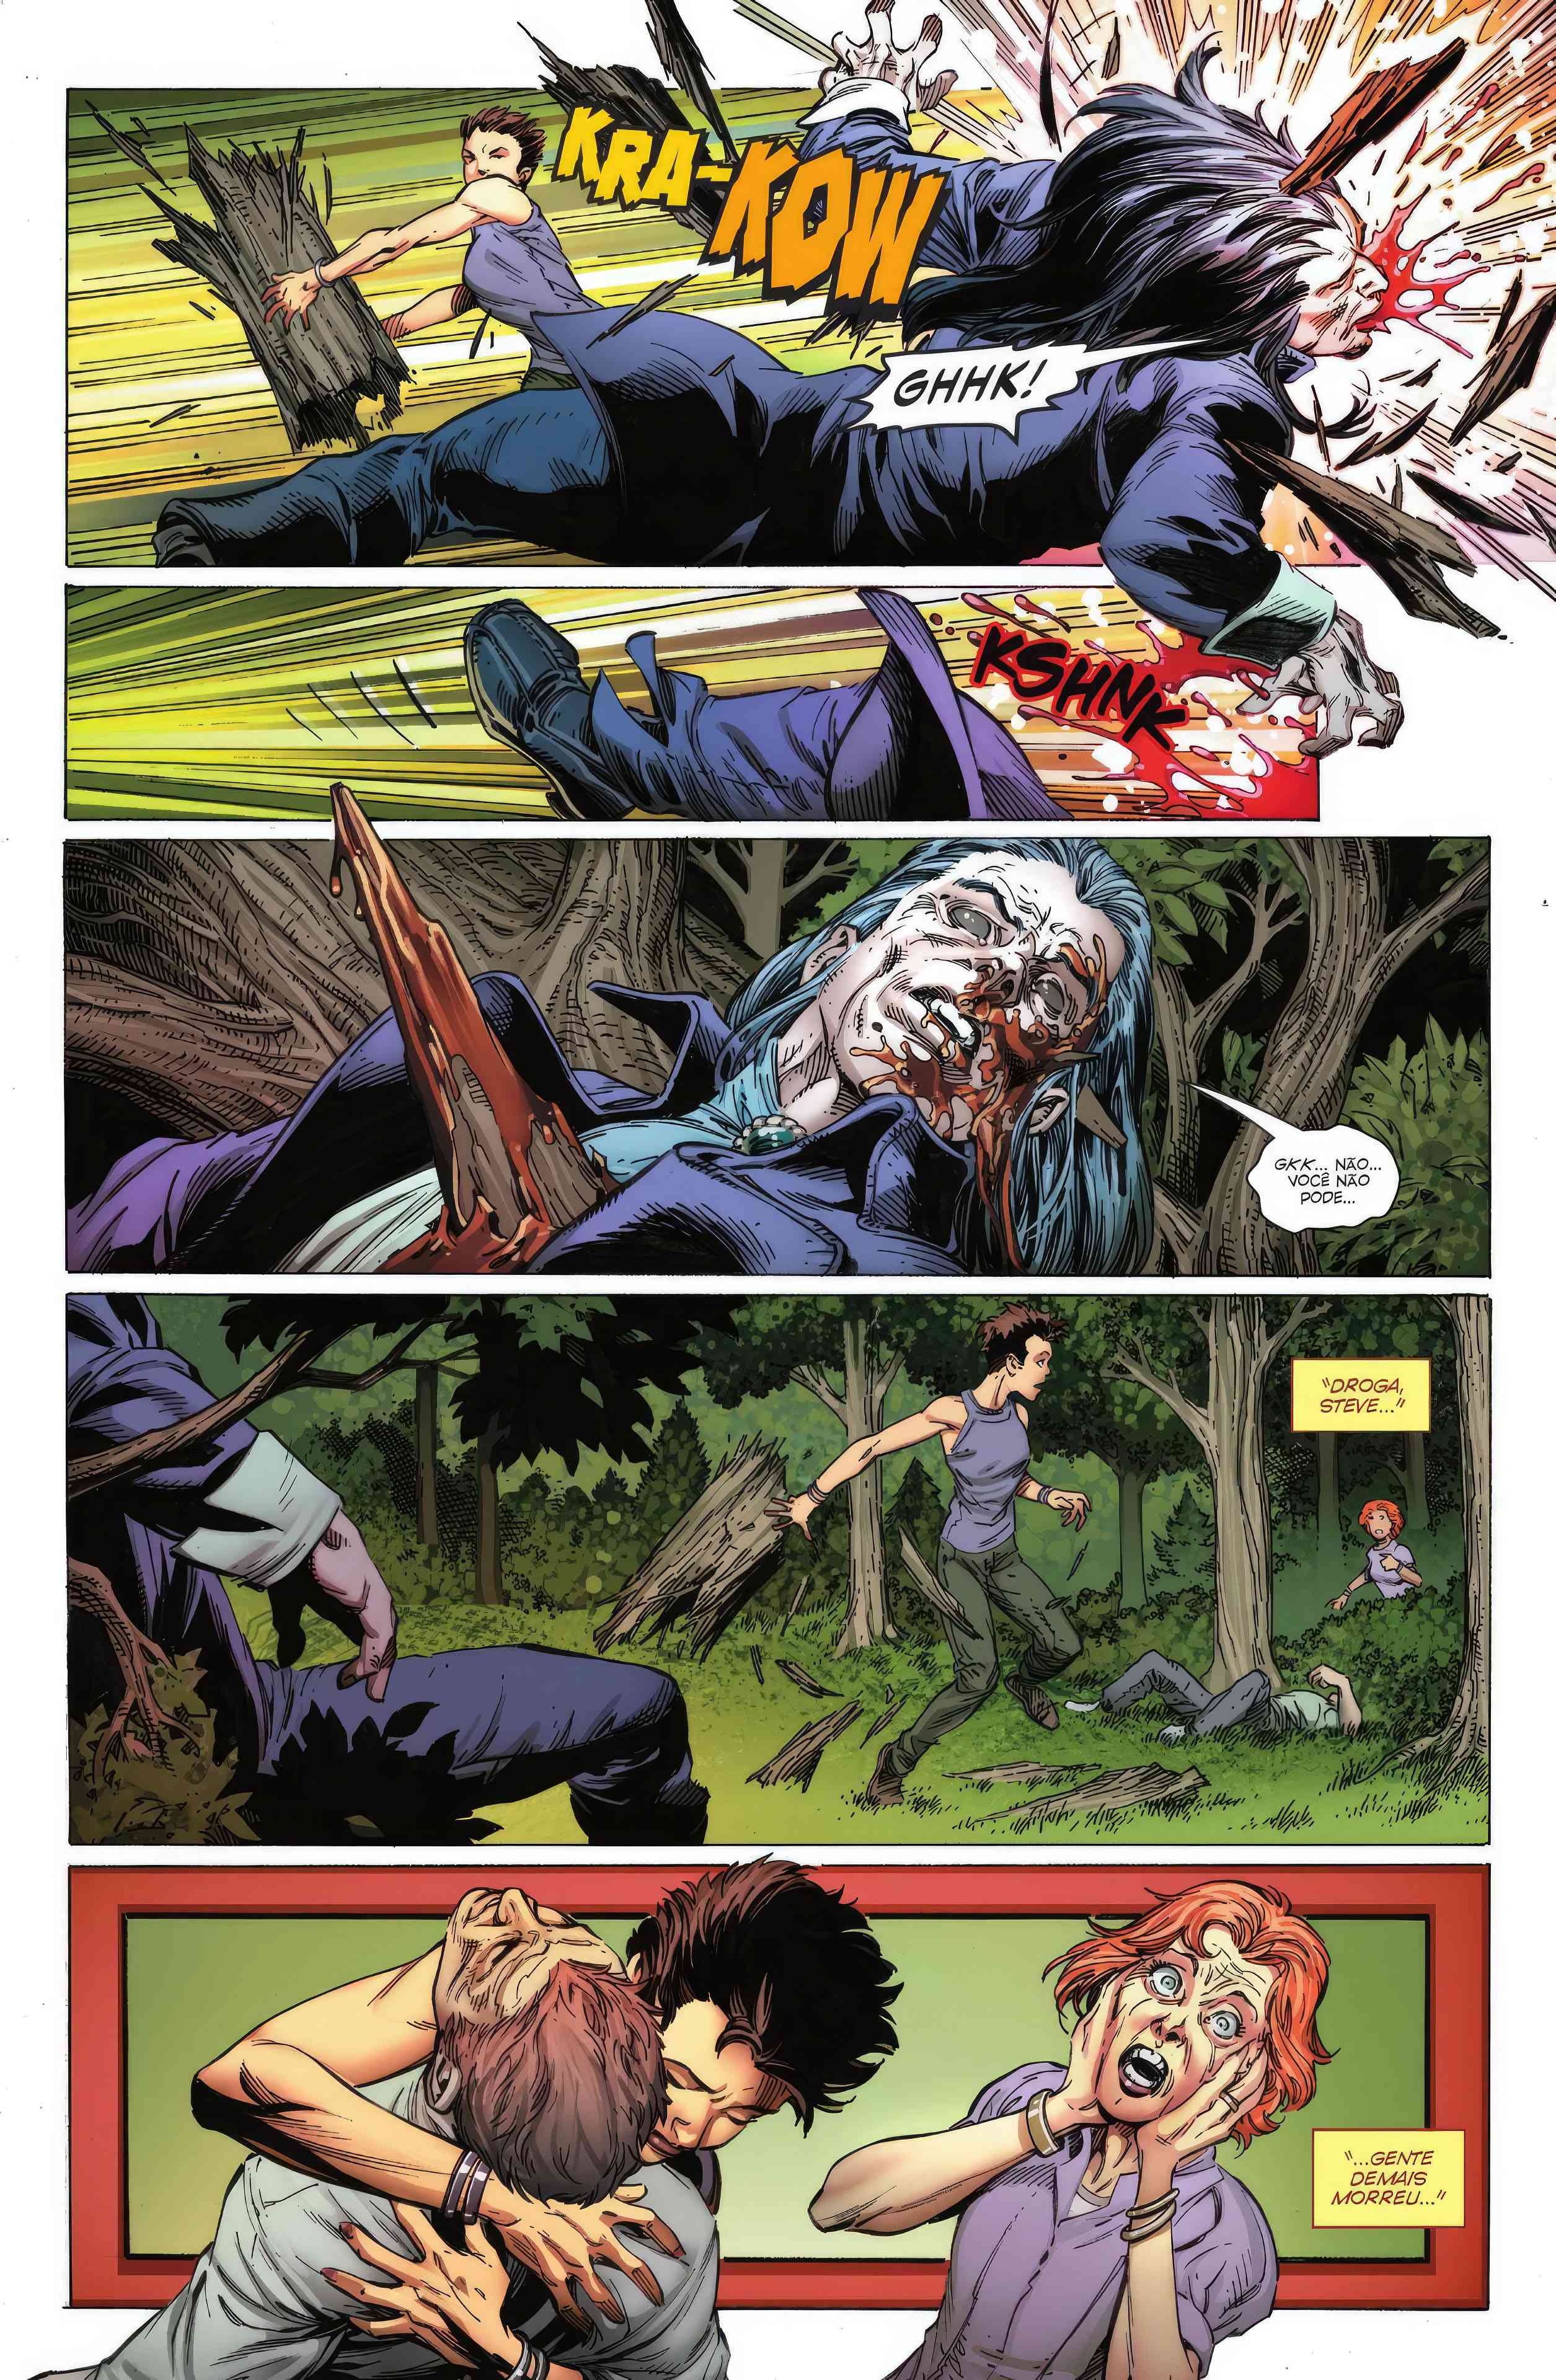 KRA-KOW
GHHK!
KSHNK
GKK... NÃO...
VOCÊ NÃO
PODE...
"DROGA,
STEVE..."
"...GENTE
DEMAIS
MORREU..."